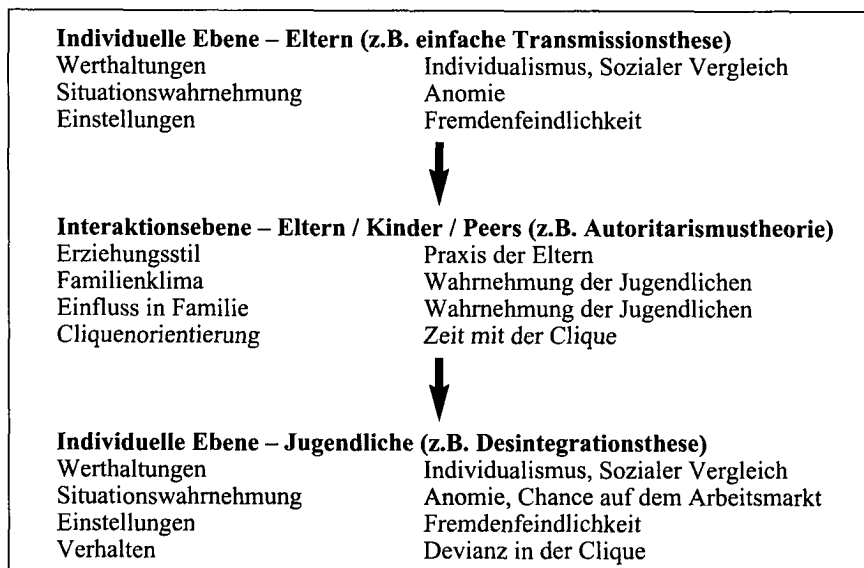 Individuelle Ebene – Eltern (z.B. einfache Transmissionsthese)
Werthaltungen Individualismus, Sozialer Vergleich
Situationswahrnehmung Anomie
Einstellungen Fremdenfeindlichkeit
Interaktionsebene – Eltern / Kinder / Peers (z.B. Autoritarismustheorie)
Erziehungsstil Praxis der Eltern
Familienklima Wahrnehmung der Jugendlichen
Einfluss in Familie Wahrnehmung der Jugendlichen
Cliquenorientierung Zeit mit der Clique
Individuelle Ebene – Jugendliche (z.B. Desintegrationsthese)
Werthaltungen Individualismus, Sozialer Vergleich
Situationswahrnehmung Anomie, Chance auf dem Arbeitsmarkt
Einstellungen Fremdenfeindlichkeit
Verhalten Devianz in der Clique